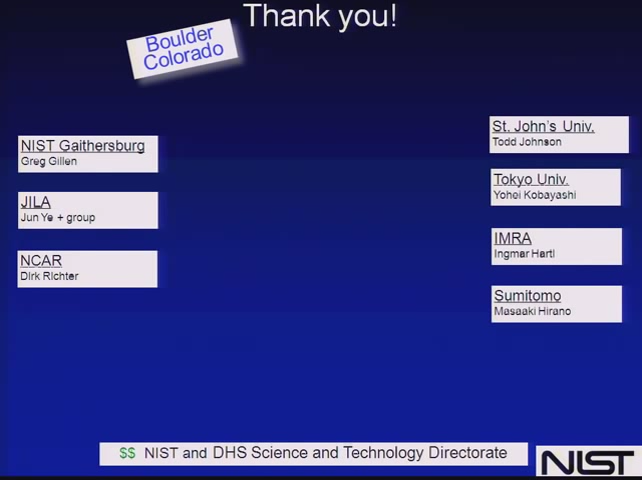 Thank you!
Boulder
Colorado
NIST Gaithersburg
Greg Gillen
JILA
Jun Ye + group
NCAR
Dirk Richter
St. John's Univ.
Todd Johnson
Tokyo Univ.
Yohei Kobayashi
IMRA
Ingmar Hartl
Sumitomo
Masaaki Hirano
$$ NIST and DHS Science and Technology Directorate
NIST